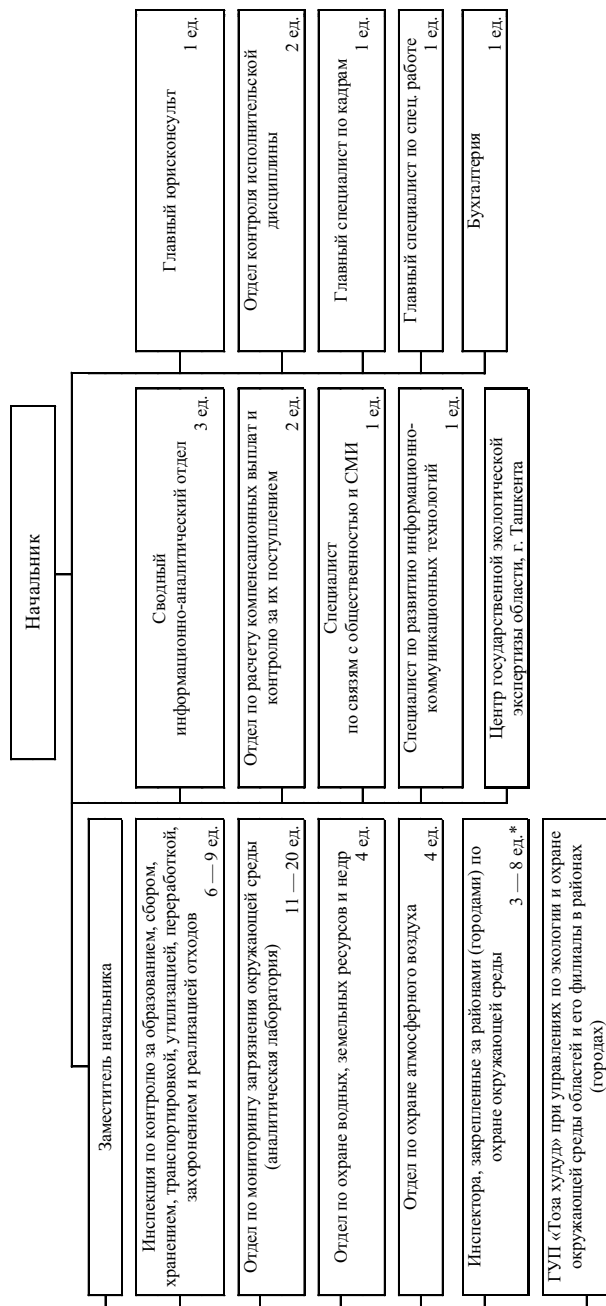 Начальник
Заместитель начальника
Инспекция по контролю за образованием, сбором,
хранением, транспортировкой, утилизацией, переработкой,
захоронением и реализацией отходов
6 — 9 ед.
Отдел по мониторингу загрязнения окружающей среды
(аналитическая лаборатория)
11 — 20 ед.
Отдел по охране водных, земельных ресурсов и недр
4 ед.
Отдел по охране атмосферного воздуха
4 ед.
Инспектора, закрепленные за районами (городами) по
охране окружающей среды
3 — 8 ед.*
ГУП «Тоза худуд» при управлениях по экологии и охране
окружающей среды областей и его филиалы в районах
(городах)
Сводный
информационно-аналитический отдел
3 ед.
Отдел по расчету компенсационных выплат и
контролю за их поступлением
2 ед.
Специалист
по связям с общественностью и СМИ
1 ед.
Специалист по развитию информационно-
коммуникационных технологий
1 ед.
Центр государственной экологической
экспертизы области, г. Ташкента
Главный юрисконсульт
1 ед.
Отдел контроля исполнительской
дисциплины
2 ед.
Главный специалист по кадрам
1 ед.
Главный специалист по спец. работе
1 ед.
Бухгалтерия
1 ед.